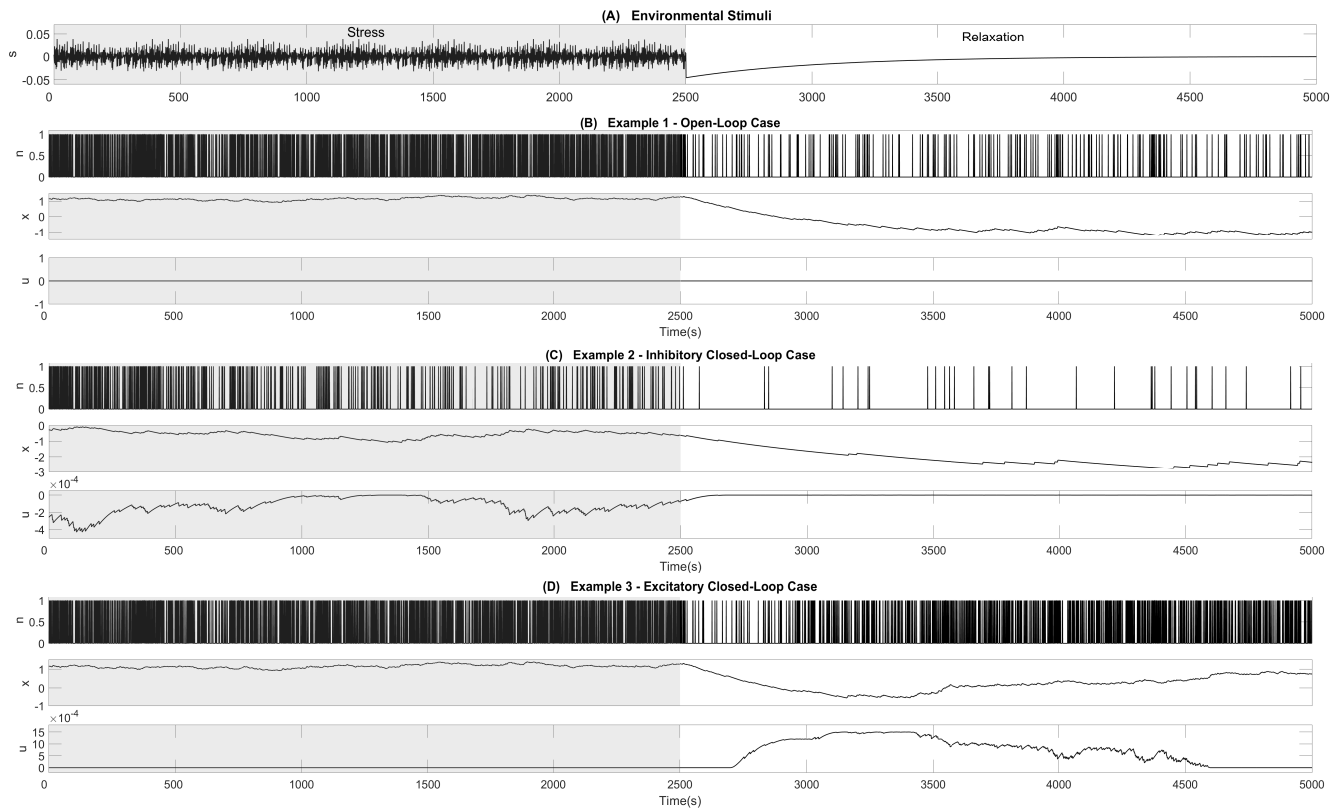 (A) Environmental Stimuli
Stress
Relaxation
0.05
0
-0.05
s
0 500 1000 1500 2000 2500 3000 3500 4000 4500 5000
(B) Example 1 - Open-Loop Case
1
0.5
0
n
1
0
-1
x
1
0
-1
u
0 500 1000 1500 2000 2500 3000 3500 4000 4500 5000
Time(s)
(C) Example 2 - Inhibitory Closed-Loop Case
1
0.5
0
n
0
-1
-2
-3
x
×10-4
0
-2
-4
u
0 500 1000 1500 2000 2500 3000 3500 4000 4500 5000
Time(s)
(D) Example 3 - Excitatory Closed-Loop Case
1
0.5
0
n
1
0
-1
x
×10-4
15
10
5
0
u
0 500 1000 1500 2000 2500 3000 3500 4000 4500 5000
Time(s)